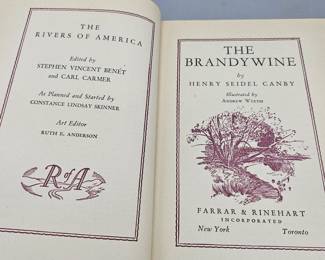 THE
RIVERS OF AMERICA
Edited by
STEPHEN VINCENT BENÉT
and CARL CARMER
As Planned and Started by
CONSTANCE LINDSAY SKINNER
Art Editor
RUTH E. ANDERSON
R of A
THE
BRANDYWINE
by
HENRY SEIDEL CANBY
Illustrated by
ANDREW WYETH
FARRAR & RINEHART
INCORPORATED
New York Toronto